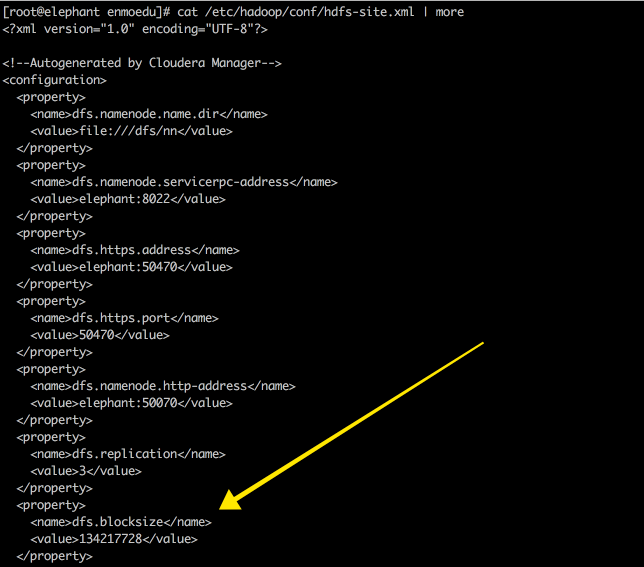 [root@elephant enmoedu]# cat /etc/hadoop/conf/hdfs-site.xml | more
<?xml version="1.0" encoding="UTF-8"?>
<!--Autogenerated by Cloudera Manager-->
<configuration>
  <property>
    <name>dfs.namenode.name.dir</name>
    <value>file:///dfs/nn</value>
  </property>
  <property>
    <name>dfs.namenode.servicerpc-address</name>
    <value>elephant:8022</value>
  </property>
  <property>
    <name>dfs.https.address</name>
    <value>elephant:50470</value>
  </property>
  <property>
    <name>dfs.https.port</name>
    <value>50470</value>
  </property>
  <property>
    <name>dfs.namenode.http-address</name>
    <value>elephant:50070</value>
  </property>
  <property>
    <name>dfs.replication</name>
    <value>3</value>
  </property>
  <property>
    <name>dfs.blocksize</name>
    <value>134217728</value>
  </property>